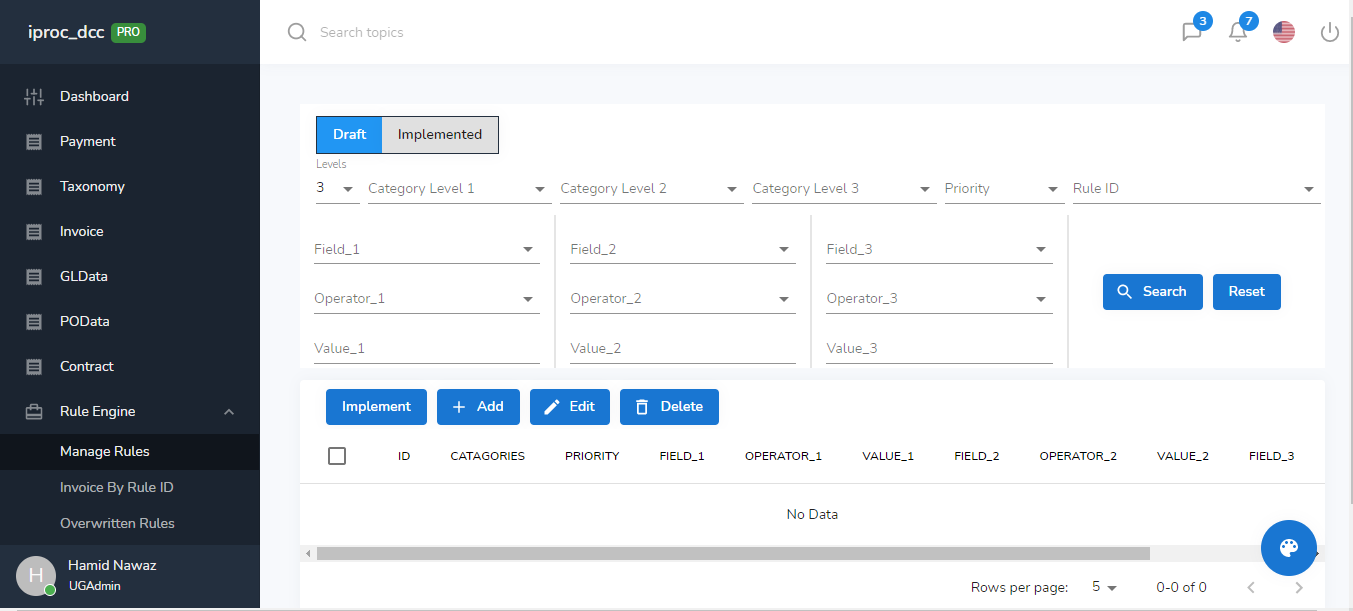 iproc_dcc PRO
Search topics
3
7
Dashboard
Payment
Taxonomy
Invoice
GLData
POData
Contract
Rule Engine
Manage Rules
Invoice By Rule ID
Overwritten Rules
H
Hamid Nawaz
UGAdmin
Draft Implemented
Levels
3 Category Level 1 Category Level 2 Category Level 3 Priority Rule ID
Field_1 Field_2 Field_3
Operator_1 Operator_2 Operator_3
Value_1 Value_2 Value_3
Search Reset
Implement Add Edit Delete
ID CATAGORIES PRIORITY FIELD_1 OPERATOR_1 VALUE_1 FIELD_2 OPERATOR_2 VALUE_2 FIELD_3
No Data
Rows per page: 5 0-0 of 0